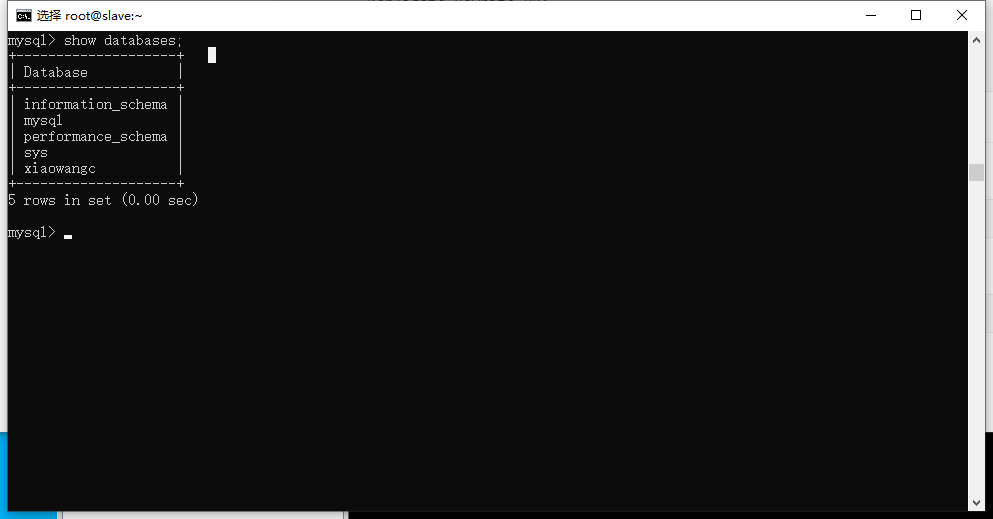 选择 root@slave:~
mysql> show databases;
+--------------------+
| Database           |
+--------------------+
| information_schema |
| mysql              |
| performance_schema |
| sys                |
| xiaowangc          |
+--------------------+
5 rows in set (0.00 sec)
mysql>